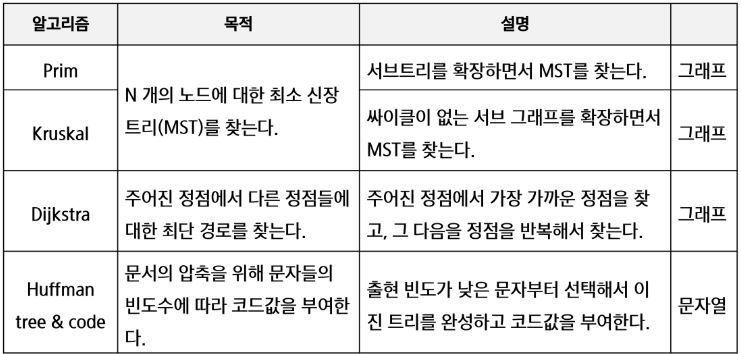 알고리즘 목적 설명
Prim
N 개의 노드에 대한 최소 신장
트리(MST)를 찾는다.
서브트리를 확장하면서 MST를 찾는다.
그래프
Kruskal
싸이클이 없는 서브 그래프를 확장하면서
MST를 찾는다.
그래프
Dijkstra
주어진 정점에서 다른 정점들에
대한 최단 경로를 찾는다.
주어진 정점에서 가장 가까운 정점을 찾
고, 그 다음을 정점을 반복해서 찾는다.
그래프
Huffman
tree & code
문서의 압축을 위해 문자들의
빈도수에 따라 코드값을 부여한
다.
출현 빈도가 낮은 문자부터 선택해서 이
진 트리를 완성하고 코드값을 부여한다.
문자열